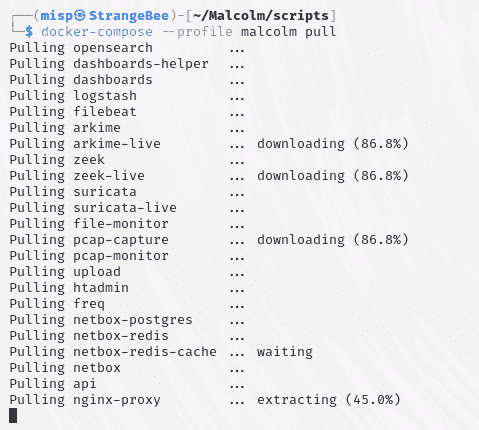 ┌──(misp㉿StrangeBee)-[~/Malcolm/scripts]
└─$ docker-compose --profile malcolm pull
Pulling opensearch        ...
Pulling dashboards-helper ...
Pulling dashboards        ...
Pulling logstash          ...
Pulling filebeat          ...
Pulling arkime            ...
Pulling arkime-live       ... downloading (86.8%)
Pulling zeek              ...
Pulling zeek-live         ... downloading (86.8%)
Pulling suricata          ...
Pulling suricata-live     ...
Pulling file-monitor      ...
Pulling pcap-capture      ... downloading (86.8%)
Pulling pcap-monitor      ...
Pulling upload            ...
Pulling htadmin           ...
Pulling freq              ...
Pulling netbox-postgres   ...
Pulling netbox-redis      ...
Pulling netbox-redis-cache ... waiting
Pulling netbox            ...
Pulling api               ...
Pulling nginx-proxy       ... extracting (45.0%)